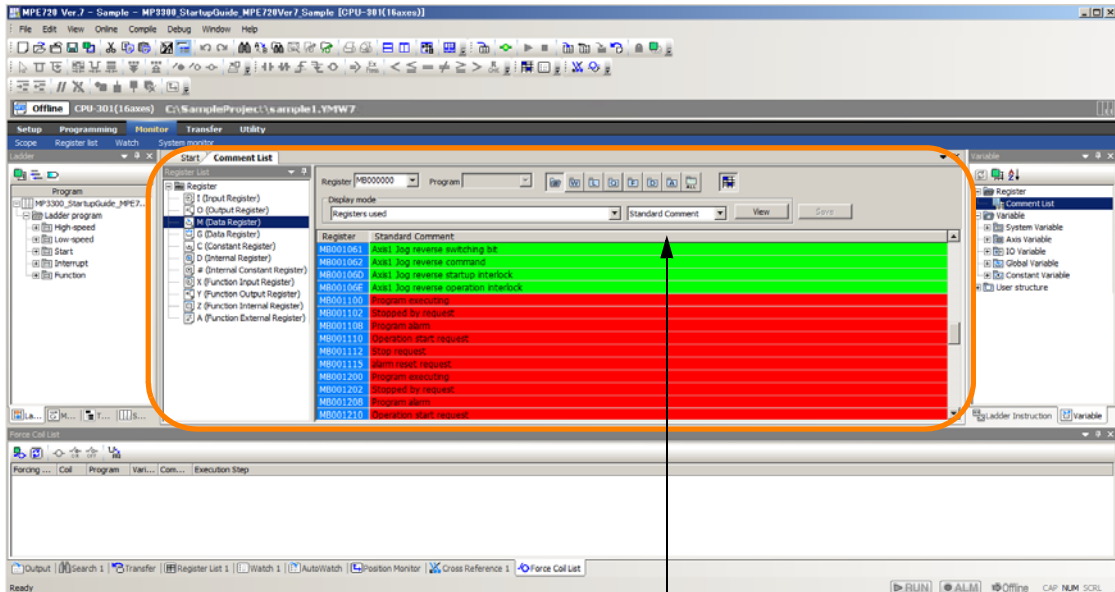 MPE720 Ver.7 - Sample - MP3300_StartupGuide_MPE720Ver7_Sample [CPU-301(16axes)]
File Edit View Online Compile Debug Window Help
Offline CPU-301(16axes) C:\SampleProject\sample1.YMW7
Setup Programming Monitor Transfer Utility
Scope Register list Watch System monitor
Ladder
Program
MP3300_StartupGuide_MPE7...
Ladder program
High-speed
Low-speed
Start
Interrupt
Function
La... M... T... S...
Start Comment List
Register List
Register
I (Input Register)
O (Output Register)
M (Data Register)
G (Data Register)
C (Constant Register)
D (Internal Register)
# (Internal Constant Register)
X (Function Input Register)
Y (Function Output Register)
Z (Function Internal Register)
A (Function External Register)
Register MB000000 Program
Display mode
Registers used Standard Comment View Save
Register Standard Comment
MB001061 Axis1 Jog reverse switching bit
MB001062 Axis1 Jog reverse command
MB00106D Axis1 Jog reverse startup interlock
MB00106E Axis1 Jog reverse operation interlock
MB001100 Program executing
MB001102 Stopped by request
MB001108 Program alarm
MB001110 Operation start request
MB001112 Stop request
MB001115 alarm reset request
MB001200 Program executing
MB001202 Stopped by request
MB001208 Program alarm
MB001210 Operation start request
Variable
Register
Comment List
Variable
System Variable
Axis Variable
IO Variable
Global Variable
Constant Variable
User structure
Ladder Instruction Variable
Force Coil List
Forcing ... Coil Program Vari... Com... Execution Step
Output Search 1 Transfer Register List 1 Watch 1 AutoWatch Position Monitor Cross Reference 1 Force Coil List
Ready RUN ALM Offline CAP NUM SCRL